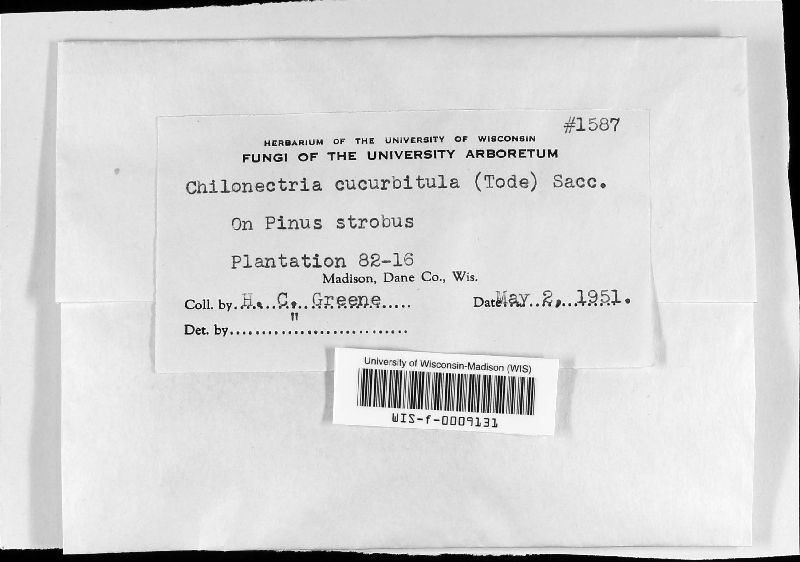 #1587
HERBARIUM OF THE UNIVERSITY OF WISCONSIN
FUNGI OF THE UNIVERSITY ARBORETUM
Chilonectria cucurbitula (Tode) Sacc.
On Pinus strobus
Plantation 82-16
Madison, Dane Co., Wis.
Coll. by H. C. Greene Date May 2, 1951.
Det. by "
University of Wisconsin-Madison (WIS)
WIS-f-0009131